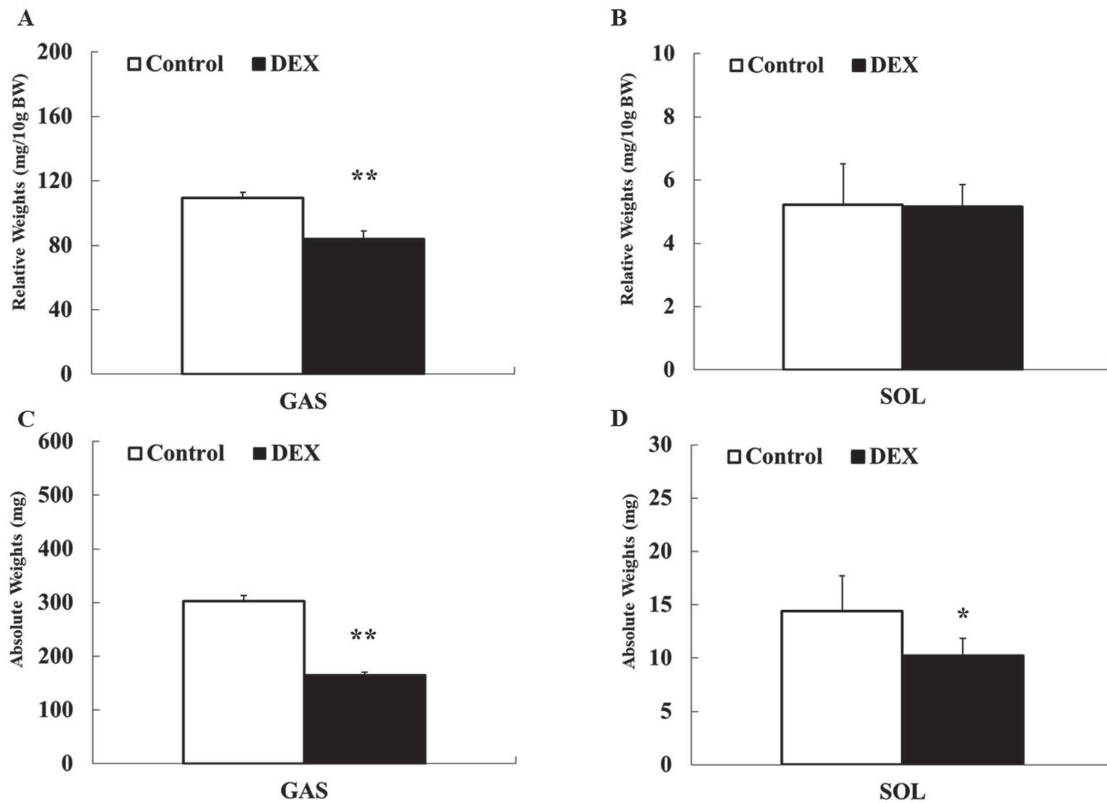 A
Relative Weights (mg/10g BW)
200
160
120
80
40
0
Control DEX
**
GAS
B
Relative Weights (mg/10g BW)
10
8
6
4
2
0
Control DEX
SOL
C
Absolute Weights (mg)
600
500
400
300
200
100
0
Control DEX
**
GAS
D
Absolute Weights (mg)
30
25
20
15
10
5
0
Control DEX
*
SOL